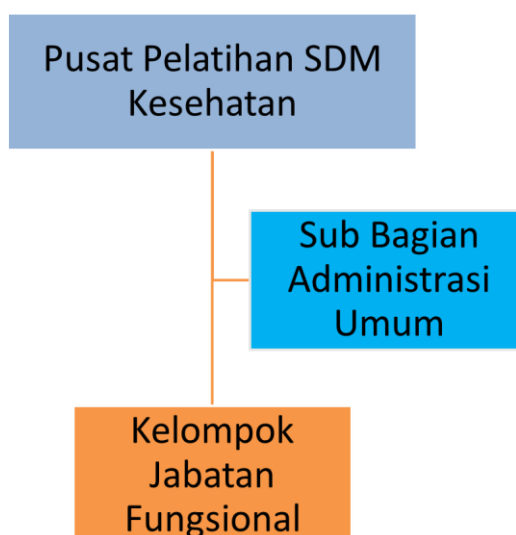 Pusat Pelatihan SDM
Kesehatan
Sub Bagian
Administrasi
Umum
Kelompok
Jabatan
Fungsional